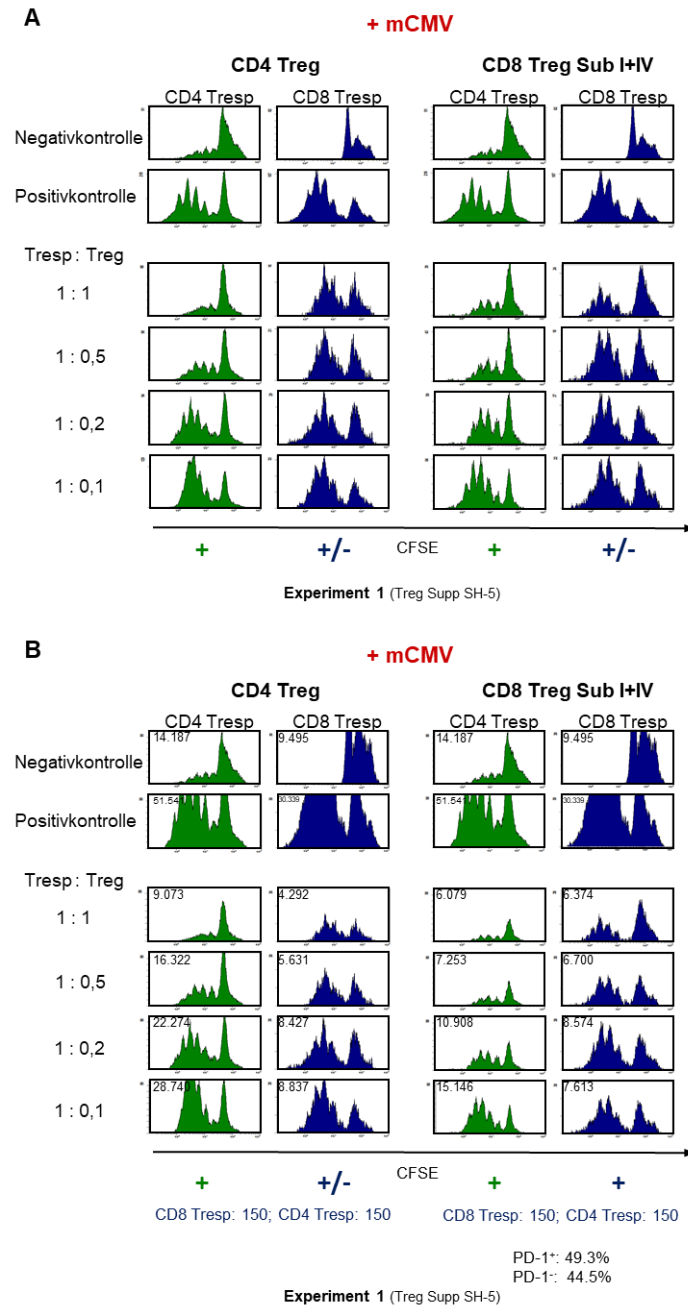 A
+ mCMV
CD4 Treg CD8 Treg Sub I+IV
CD4 Tresp CD8 Tresp CD4 Tresp CD8 Tresp
Negativkontrolle
Positivkontrolle
Tresp : Treg
1 : 1
1 : 0,5
1 : 0,2
1 : 0,1
CFSE
+ +/- + +/-
Experiment 1 (Treg Supp SH-5)
B
+ mCMV
CD4 Treg CD8 Treg Sub I+IV
CD4 Tresp CD8 Tresp CD4 Tresp CD8 Tresp
Negativkontrolle 14.187 9.495 14.187 9.495
Positivkontrolle 51.541 30.339 51.541 30.339
Tresp : Treg
1 : 1 9.073 4.292 6.079 6.374
1 : 0,5 16.322 5.631 7.253 6.700
1 : 0,2 22.274 8.427 10.908 8.574
1 : 0,1 28.740 8.837 15.146 7.613
CFSE
+ +/- + +
CD8 Tresp: 150; CD4 Tresp: 150 CD8 Tresp: 150; CD4 Tresp: 150
PD-1⁺: 49.3%
PD-1⁻: 44.5%
Experiment 1 (Treg Supp SH-5)